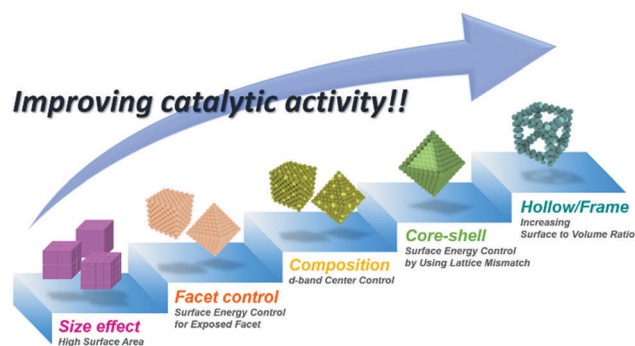 Improving catalytic activity!!
Size effect
High Surface Area
Facet control
Surface Energy Control
for Exposed Facet
Composition
d-band Center Control
Core-shell
Surface Energy Control
by Using Lattice Mismatch
Hollow/Frame
Increasing
Surface to Volume Ratio